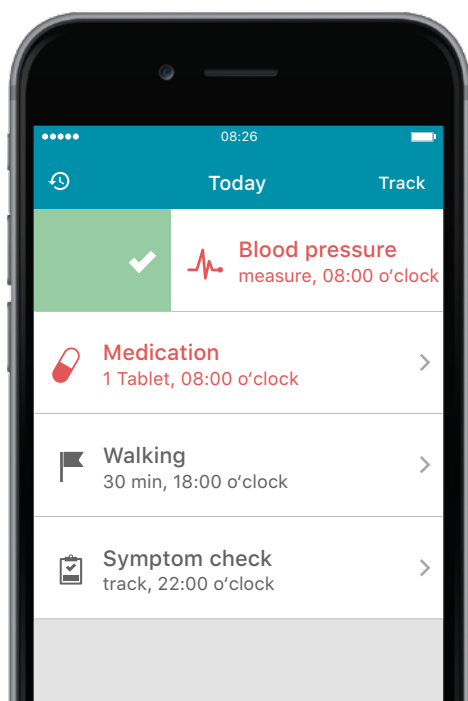 08:26
Today
Track
Blood pressure
measure, 08:00 o‘clock
Medication
1 Tablet, 08:00 o‘clock
Walking
30 min, 18:00 o‘clock
Symptom check
track, 22:00 o‘clock